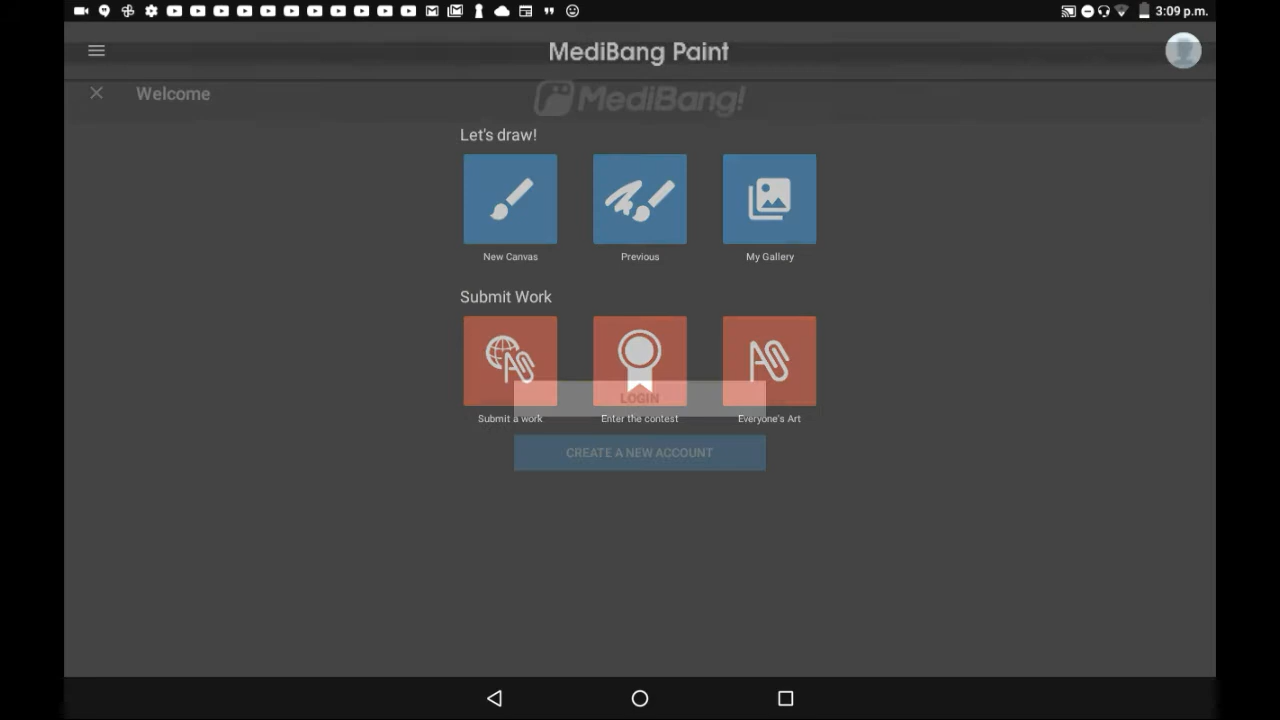 3:09 p.m.
MediBang Paint
Welcome
MediBang!
Let's draw!
New Canvas
Previous
My Gallery
Submit Work
LOGIN
Submit a work
Enter the contest
Everyone's Art
CREATE A NEW ACCOUNT